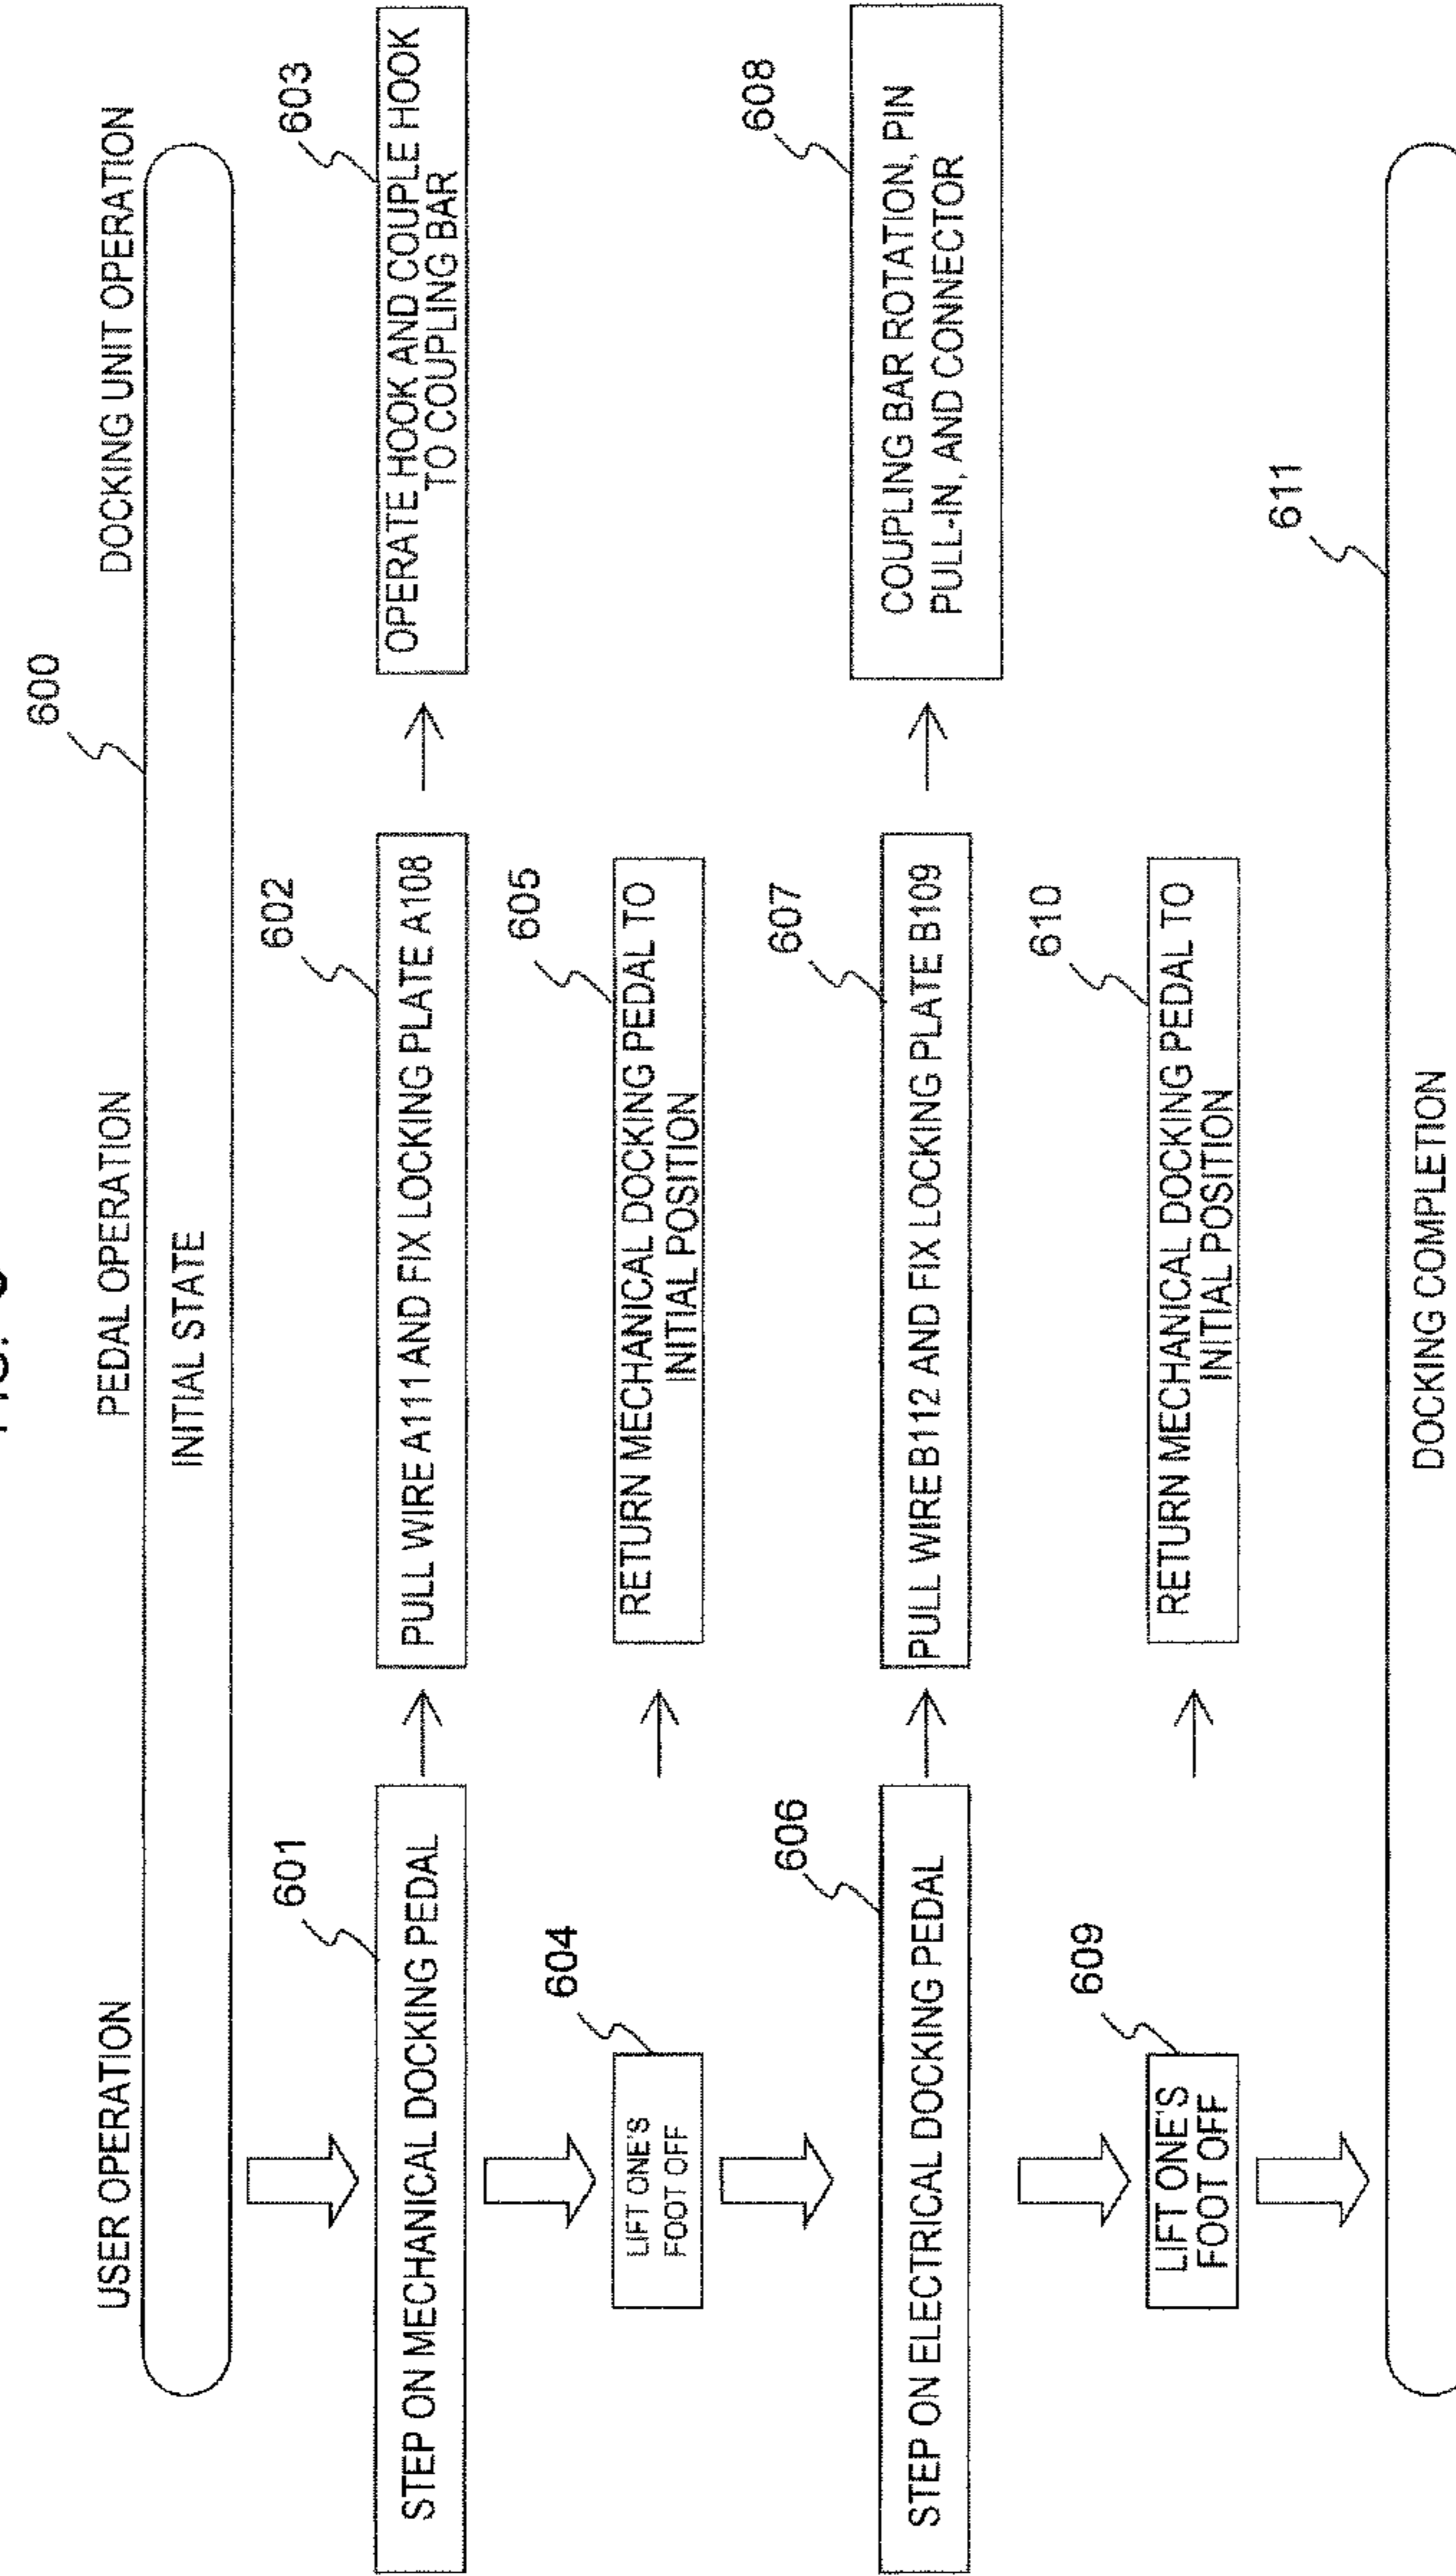 USER OPERATION
PEDAL OPERATION
DOCKING UNIT OPERATION
600
INITIAL STATE
601
STEP ON MECHANICAL DOCKING PEDAL
602
PULL WIRE A111 AND FIX LOCKING PLATE A108
603
OPERATE HOOK AND COUPLE HOOK
TO COUPLING BAR
604
LIFT ONE'S
FOOT OFF
605
RETURN MECHANICAL DOCKING PEDAL TO
INITIAL POSITION
606
STEP ON ELECTRICAL DOCKING PEDAL
607
PULL WIRE B112 AND FIX LOCKING PLATE B109
608
COUPLING BAR ROTATION, PIN
PULL-IN, AND CONNECTOR
609
LIFT ONE'S
FOOT OFF
610
RETURN MECHANICAL DOCKING PEDAL TO
INITIAL POSITION
611
DOCKING COMPLETION